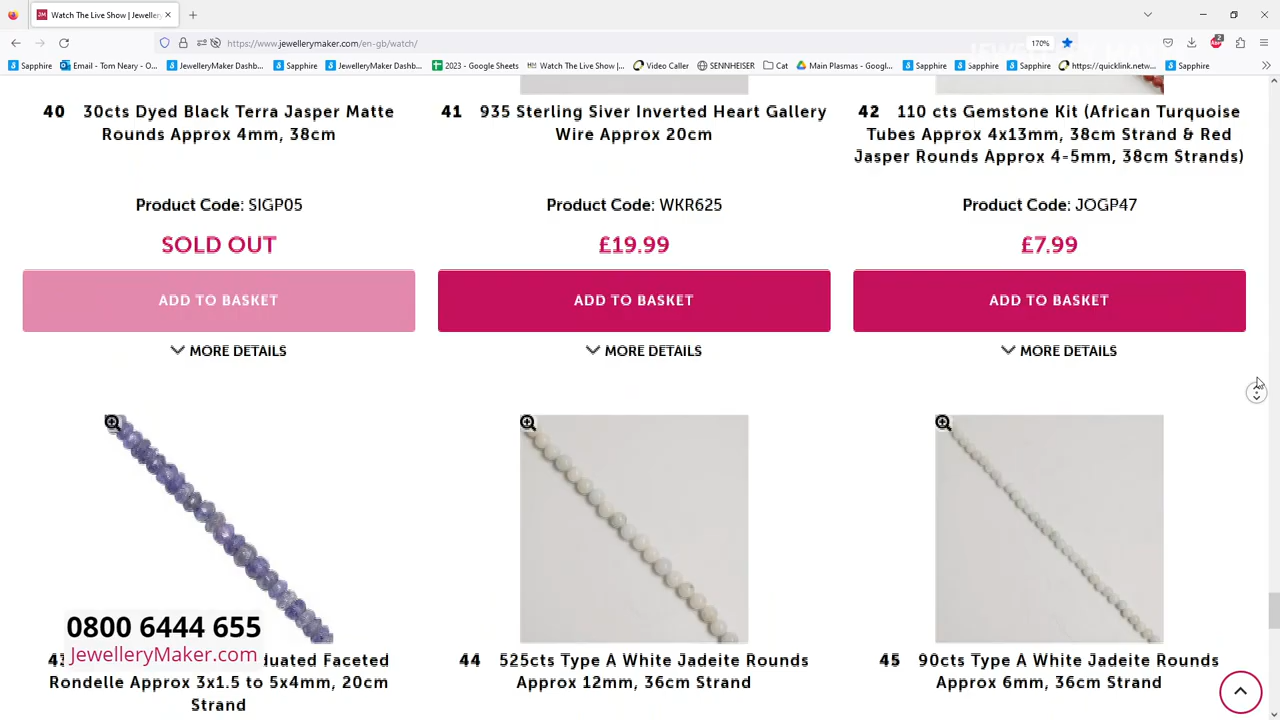 Watch The Live Show | Jeweller
https://www.jewellerymaker.com/en-gb/watch/
170%
2
Sapphire
Email - Tom Neary - O...
JewelleryMaker Dashb...
Sapphire
JewelleryMaker Dashb...
2023 - Google Sheets
Watch The Live Show |...
Video Caller
SENNHEISER
Cat
Main Plasmas - Googl...
Sapphire
Sapphire
Sapphire
https://quicklink.netw...
Sapphire
40 30cts Dyed Black Terra Jasper Matte
Rounds Approx 4mm, 38cm
Product Code: SIGP05
SOLD OUT
ADD TO BASKET
MORE DETAILS
41 935 Sterling Siver Inverted Heart Gallery
Wire Approx 20cm
Product Code: WKR625
£19.99
ADD TO BASKET
MORE DETAILS
42 110 cts Gemstone Kit (African Turquoise
Tubes Approx 4x13mm, 38cm Strand & Red
Jasper Rounds Approx 4-5mm, 38cm Strands)
Product Code: JOGP47
£7.99
ADD TO BASKET
MORE DETAILS
0800 6444 655
JewelleryMaker.com
duated Faceted
Rondelle Approx 3x1.5 to 5x4mm, 20cm
Strand
44 525cts Type A White Jadeite Rounds
Approx 12mm, 36cm Strand
45 90cts Type A White Jadeite Rounds
Approx 6mm, 36cm Strand